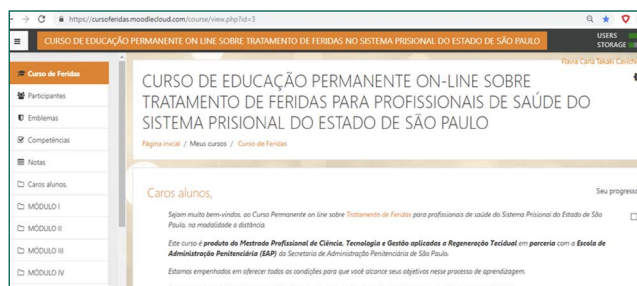 https://cursoferidas.moodlecloud.com/course/view.php?id=3
CURSO DE EDUCAÇÃO PERMANENTE ON LINE SOBRE TRATAMENTO DE FERIDAS NO SISTEMA PRISIONAL DO ESTADO DE SÃO PAULO
USERS
STORAGE
Flavia Carla Takaki Cavichi
Curso de Feridas
Participantes
Emblemas
Competências
Notas
Caros alunos,
MÓDULO I
MÓDULO II
MÓDULO III
MÓDULO IV
CURSO DE EDUCAÇÃO PERMANENTE ON-LINE SOBRE
TRATAMENTO DE FERIDAS PARA PROFISSIONAIS DE SAÚDE DO
SISTEMA PRISIONAL DO ESTADO DE SÃO PAULO
Página inicial / Meus cursos / Curso de Feridas
Caros alunos,
Seu progresso
Sejam muito bem-vindos, ao Curso Permanente on line sobre Tratamento de Feridas para profissionais de saúde do Sistema Prisional do Estado de São
Paulo, na modalidade a distância.
Este curso é produto do Mestrado Profissional de Ciência, Tecnologia e Gestão aplicadas a Regeneração Tecidual em parceria com a Escola de
Administração Penitenciária (EAP) da Secretaria de Administração Penitenciária de São Paulo.
Estamos empenhados em oferecer todas as condições para que você alcance seus objetivos nesse processo de aprendizagem.